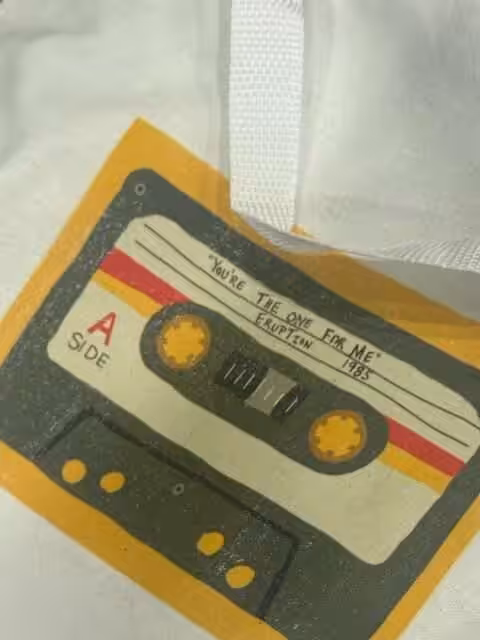 "YOU'RE THE ONE FOR ME"
ERUPTION 1985
A
SIDE